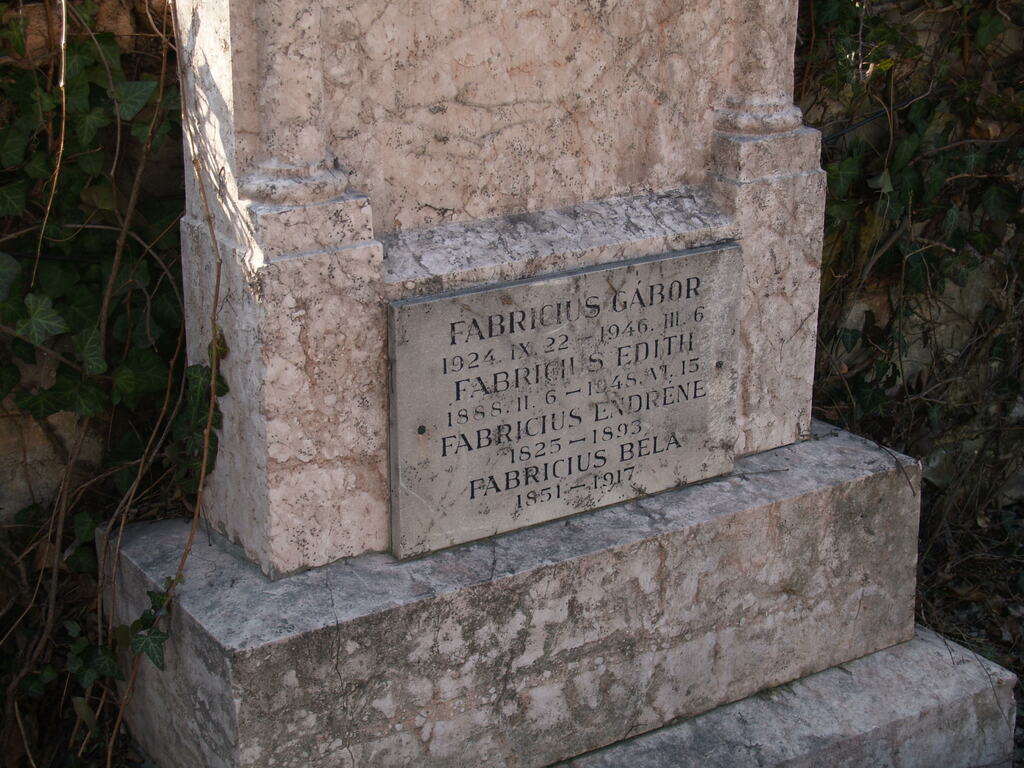 FABRICIUS GÁBOR
1924. IX. 22 – 1946. III. 6
FABRICIUS EDITH
1888. II. 6 – 1948. VI. 15
FABRICIUS ENDRÉNÉ
1825 – 1893
FABRICIUS BÉLA
1851 – 1917